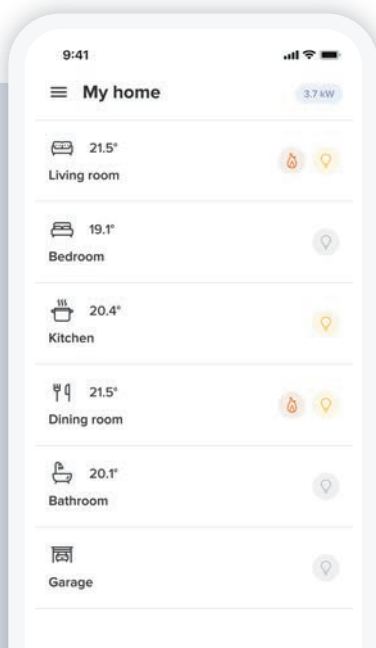 9:41
My home
3.7 kW
21.5°
Living room
19.1°
Bedroom
20.4°
Kitchen
21.5°
Dining room
20.1°
Bathroom
Garage